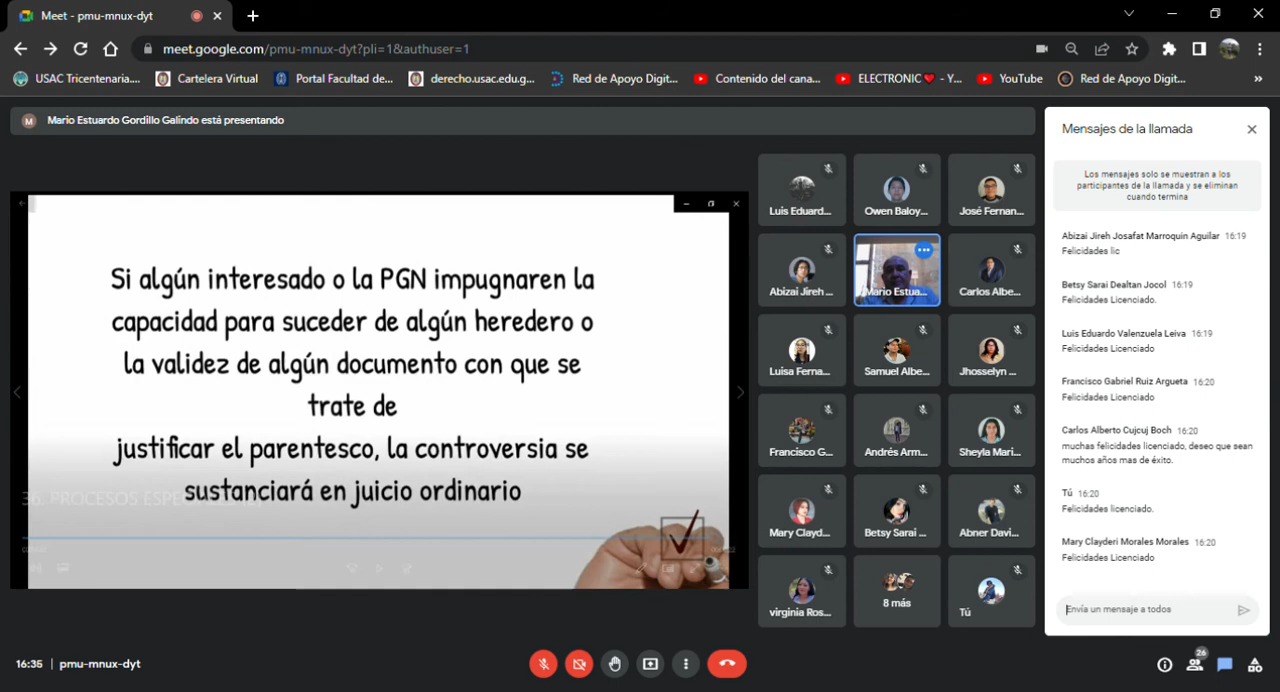 Meet - pmu-mnux-dyt
meet.google.com/pmu-mnux-dyt?pli=1&authuser=1
USAC Tricentenaria....
Cartelera Virtual
Portal Facultad de...
derecho.usac.edu.g...
Red de Apoyo Digit...
Contenido del cana...
ELECTRONIC❤ - Y...
YouTube
Red de Apoyo Digit...
M
Mario Estuardo Gordillo Galindo está presentando
Si algún interesado o la PGN impugnaren la
capacidad para suceder de algún heredero o
la validez de algún documento con que se
trate de
justificar el parentesco, la controversia se
sustanciará en juicio ordinario
36. PROCESOS
Luis Eduard...
Owen Baloy...
José Fernan...
Abizai Jireh ...
Mario Estua...
Carlos Albe...
Luisa Ferna...
Samuel Albe...
Jhosselyn ...
Francisco G...
Andrés Arm...
Sheyla Mari...
Mary Clayd...
Betsy Sarai ...
Abner Davi...
virginia Ros...
8 más
Tú
Mensajes de la llamada
Los mensajes solo se muestran a los
participantes de la llamada y se eliminan
cuando termina
Abizai Jireh Josafat Marroquin Aguilar 16:19
Felicidades lic
Betsy Sarai Dealtan Jocol 16:19
Felicidades Licenciado.
Luis Eduardo Valenzuela Leiva 16:19
Felicidades Licenciado
Francisco Gabriel Ruiz Argueta 16:20
Felicidades Licenciado
Carlos Alberto Cujcuj Boch 16:20
muchas felicidades licenciado, deseo que sean
muchos años mas de éxito.
Tú 16:20
Felicidades licenciado.
Mary Clayderi Morales Morales 16:20
Felicidades Licenciado
Envía un mensaje a todos
16:35 | pmu-mnux-dyt
26